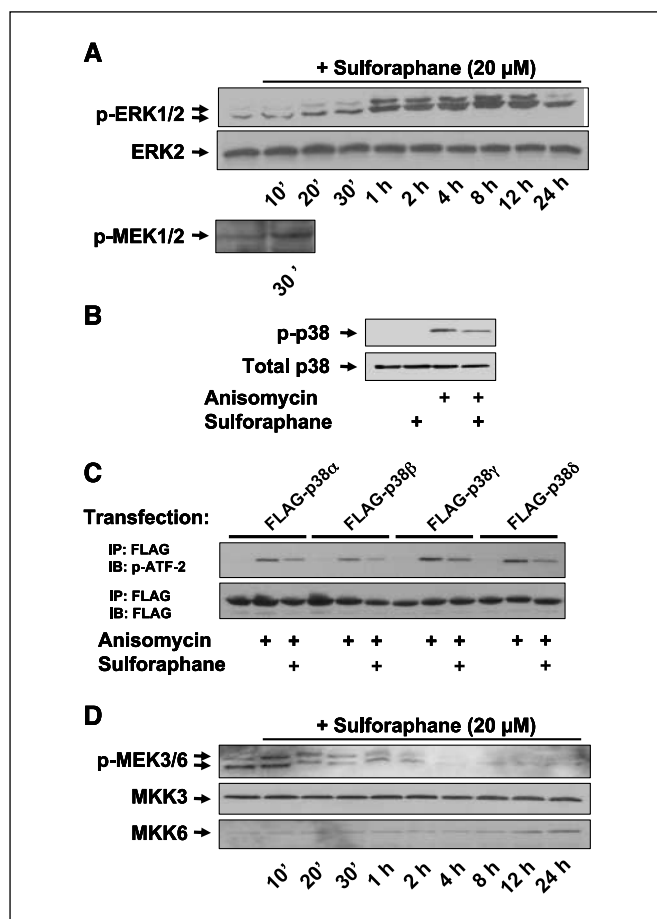 A
+ Sulforaphane (20 µM)
p-ERK1/2
ERK2
10' 20' 30' 1 h 2 h 4 h 8 h 12 h 24 h
p-MEK1/2
30'
B
p-p38
Total p38
Anisomycin + +
Sulforaphane + +
C
Transfection: FLAG-p38α FLAG-p38β FLAG-p38γ FLAG-p38δ
IP: FLAG
IB: p-ATF-2
IP: FLAG
IB: FLAG
Anisomycin + + + + + + + +
Sulforaphane + + + +
D
+ Sulforaphane (20 µM)
p-MEK3/6
MKK3
MKK6
10' 20' 30' 1 h 2 h 4 h 8 h 12 h 24 h